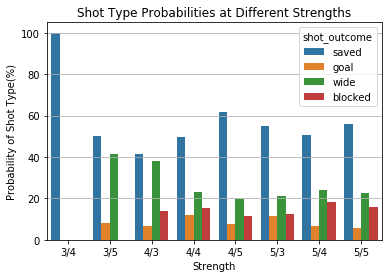 Shot Type Probabilities at Different Strengths
shot_outcome
saved
goal
wide
blocked
Probability of Shot Type(%)
100
80
60
40
20
0
3/4 3/5 4/3 4/4 4/5 5/3 5/4 5/5
Strength